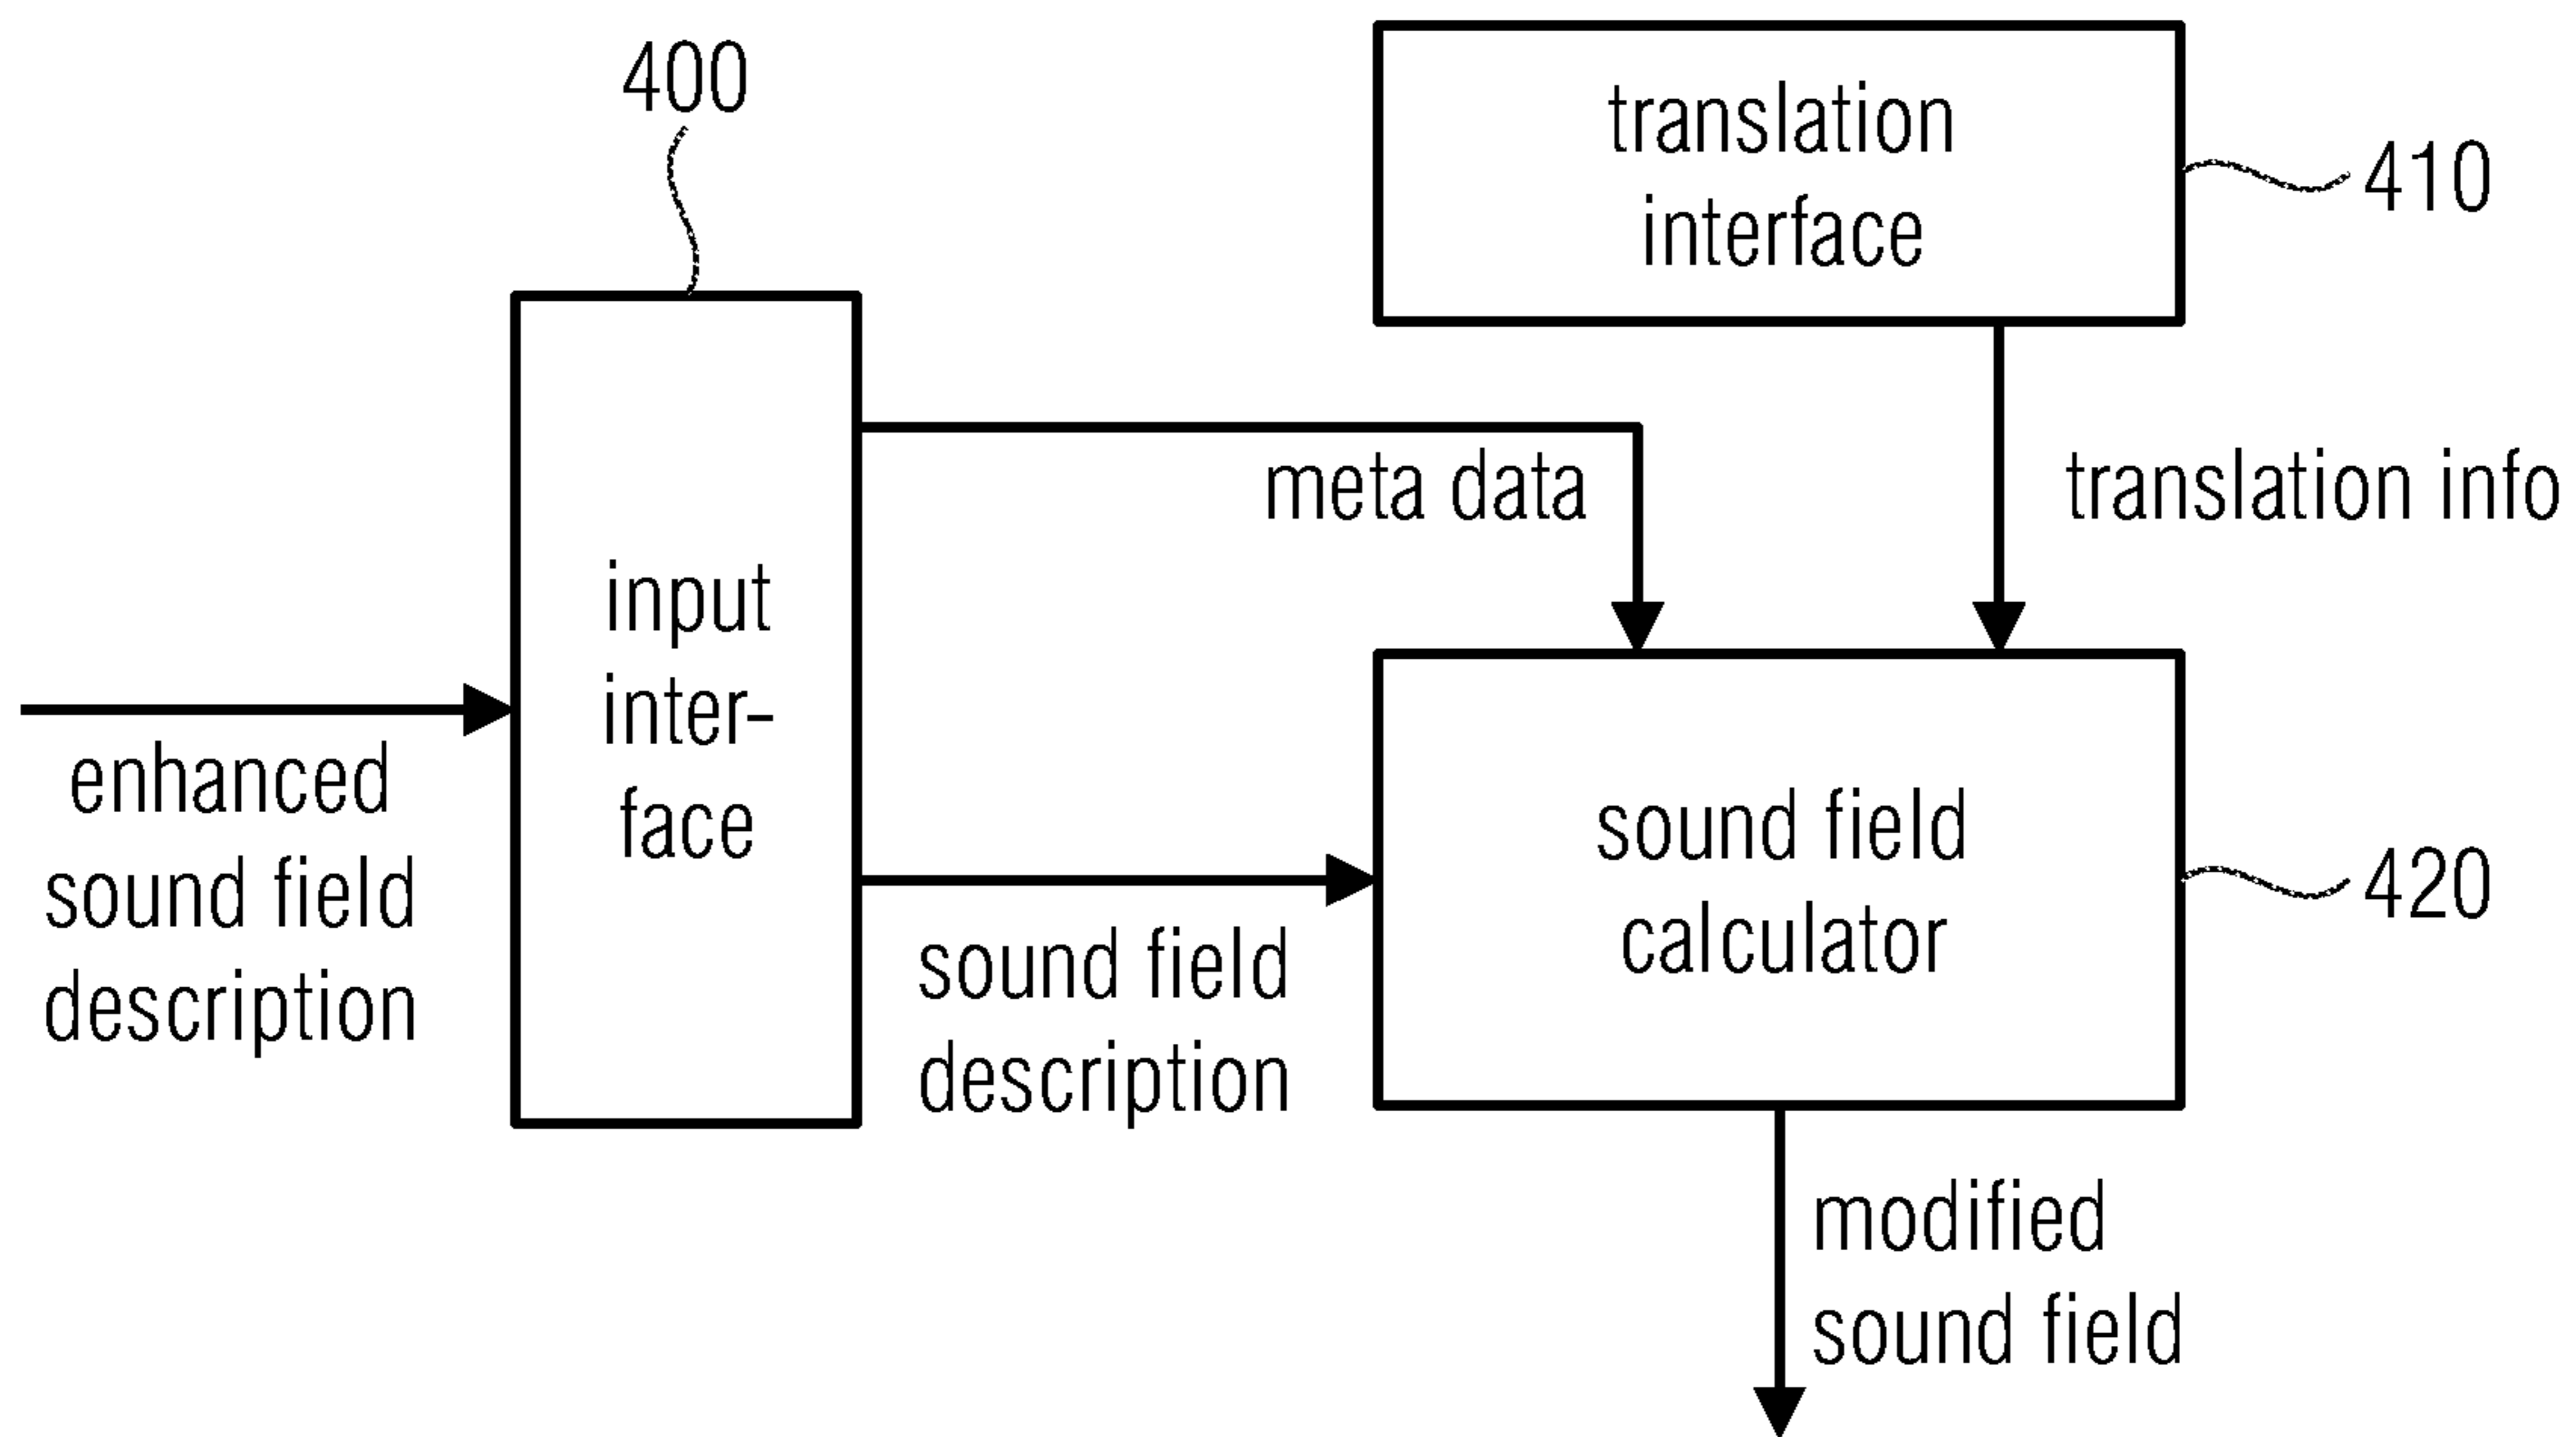 400
translation
interface
410
meta data
translation info
input
inter-
face
enhanced
sound field
description
sound field
description
sound field
calculator
420
modified
sound field